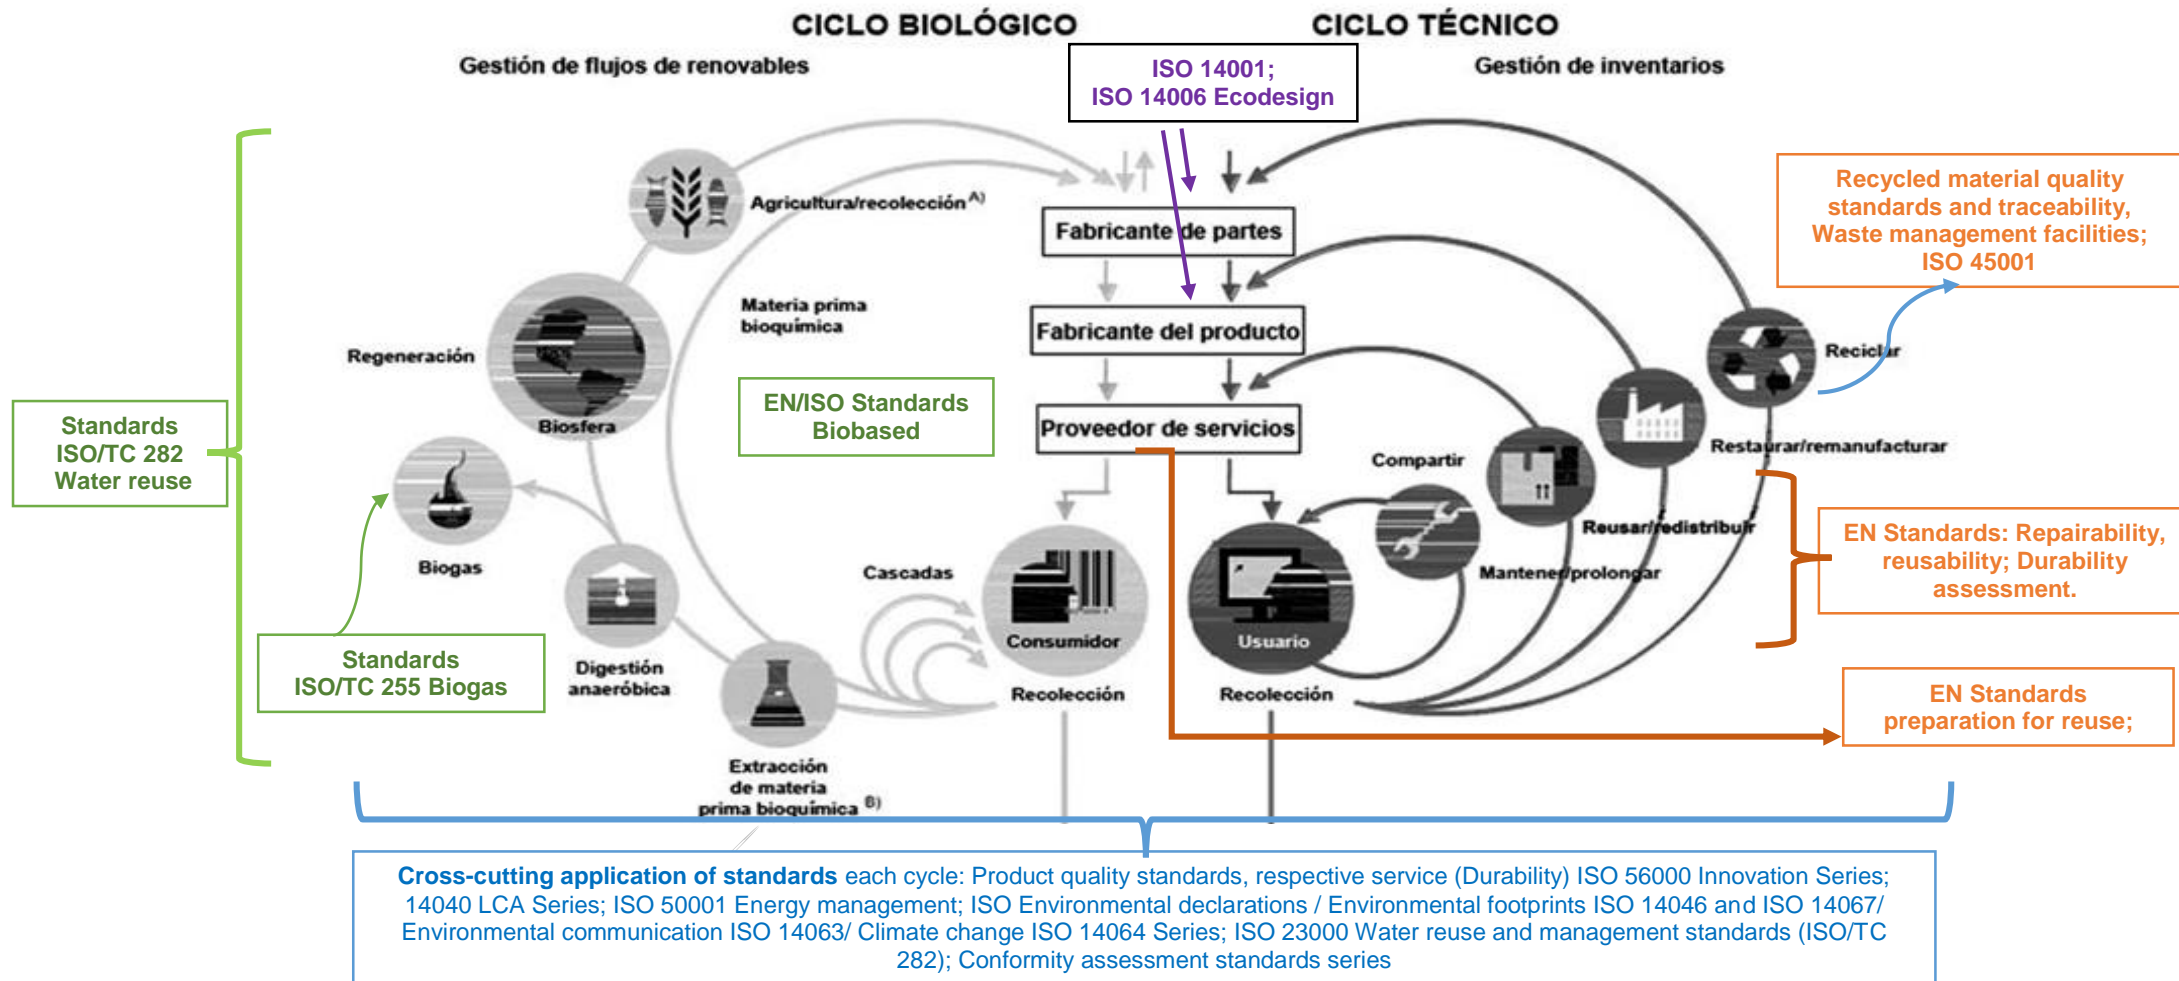 CICLO BIOLÓGICO
CICLO TÉCNICO
Gestión de flujos de renovables
Gestión de inventarios
ISO 14001;
ISO 14006 Ecodesign
Agricultura/recolección A)
Fabricante de partes
Recycled material quality
standards and traceability,
Waste management facilities;
ISO 45001
Materia prima
bioquímica
Fabricante del producto
Regeneración
Reciclar
Biosfera
EN/ISO Standards
Biobased
Proveedor de servicios
Standards
ISO/TC 282
Water reuse
Restaurar/remanufacturar
Compartir
Reusar/redistribuir
EN Standards: Repairability,
reusability; Durability
assessment.
Biogas
Cascadas
Mantener/prolongar
Consumidor
Usuario
Standards
ISO/TC 255 Biogas
Digestión
anaeróbica
Recolección
Recolección
EN Standards
preparation for reuse;
Extracción
de materia
prima bioquímica B)
Cross-cutting application of standards each cycle: Product quality standards, respective service (Durability) ISO 56000 Innovation Series;
14040 LCA Series; ISO 50001 Energy management; ISO Environmental declarations / Environmental footprints ISO 14046 and ISO 14067/
Environmental communication ISO 14063/ Climate change ISO 14064 Series; ISO 23000 Water reuse and management standards (ISO/TC
282); Conformity assessment standards series